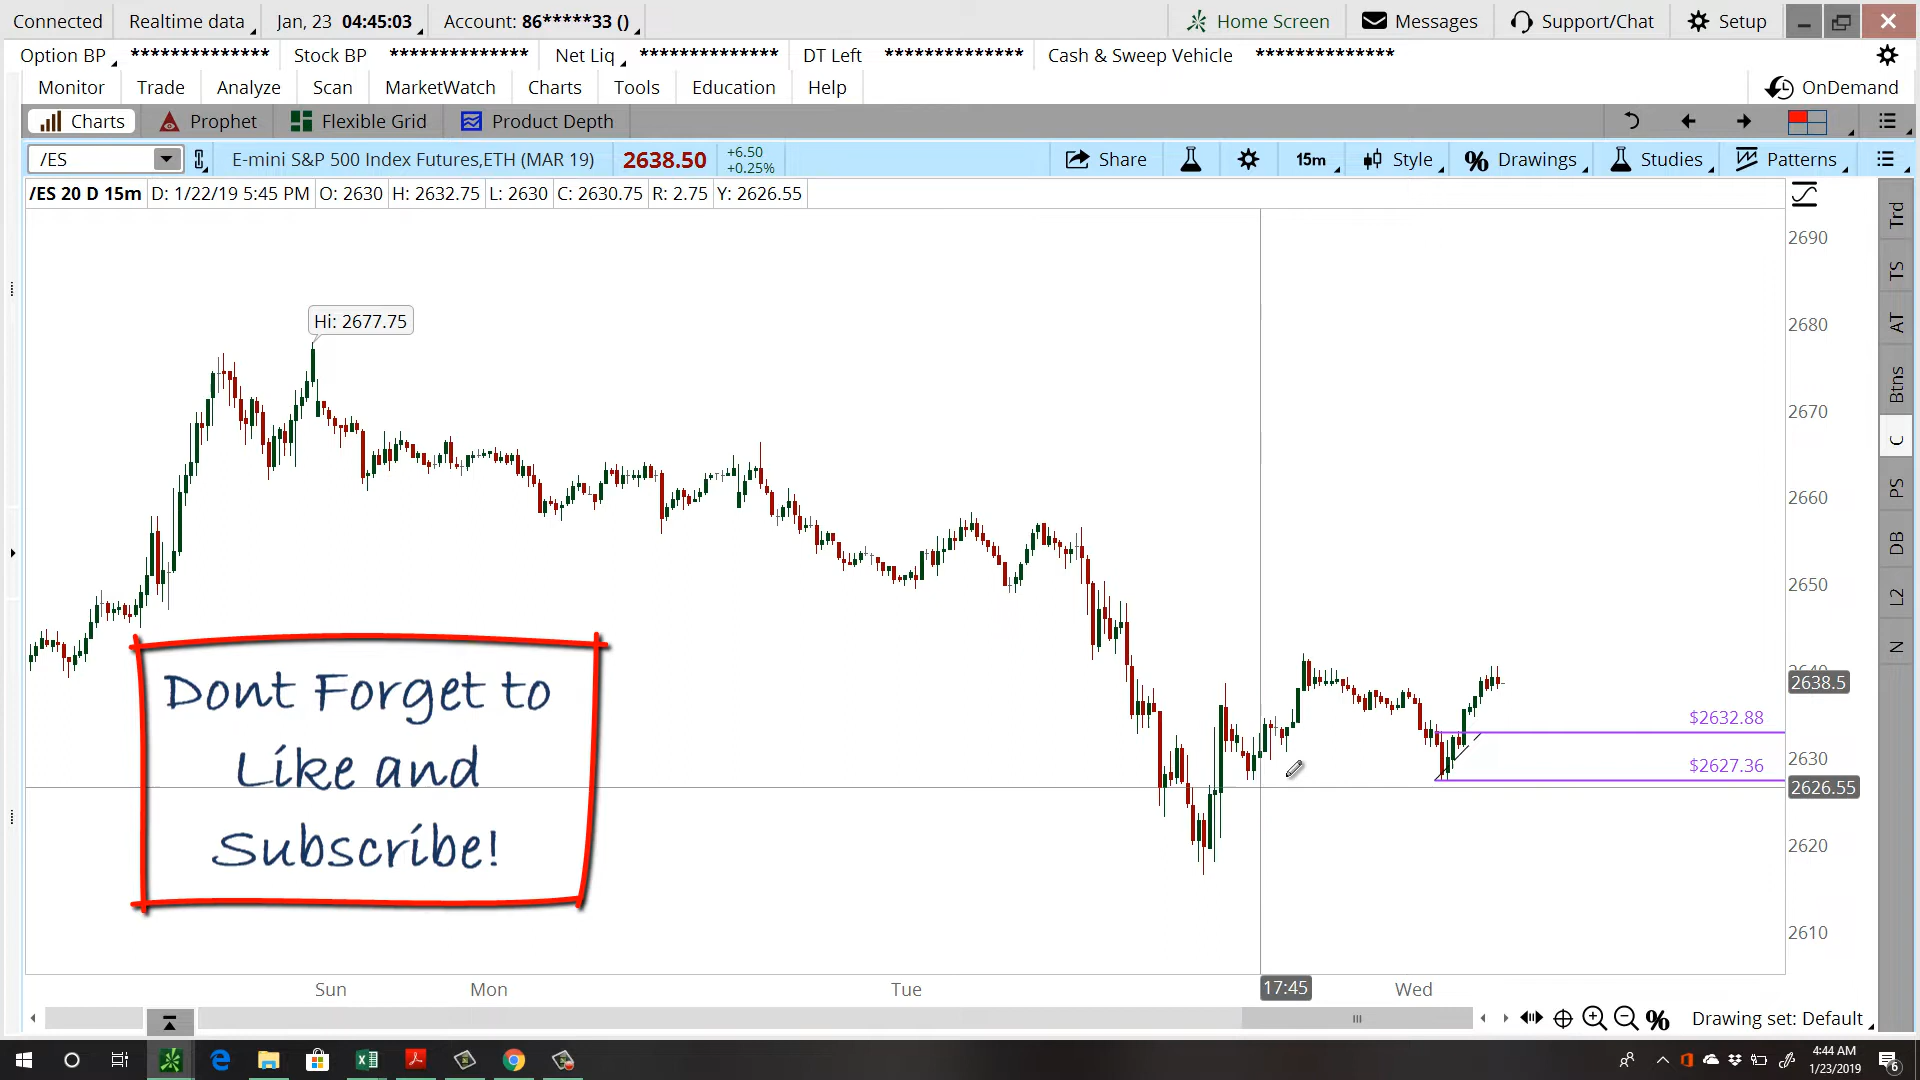 Connected Realtime data Jan, 23 04:45:03 Account: 86*****33 () Home Screen Messages Support/Chat Setup
Option BP ************** Stock BP ************** Net Liq ************** DT Left ************** Cash & Sweep Vehicle **************
Monitor Trade Analyze Scan MarketWatch Charts Tools Education Help OnDemand
Charts Prophet Flexible Grid Product Depth
/ES E-mini S&P 500 Index Futures,ETH (MAR 19) 2638.50 +6.50 Share 15m Style Drawings Studies Patterns
+0.25%
/ES 20 D 15m D: 1/22/19 5:45 PM O: 2630 H: 2632.75 L: 2630 C: 2630.75 R: 2.75 Y: 2626.55
Trd
TS
AT
Btns
C
PS
DB
L2
N
2690
Hi: 2677.75
2680
2670
2660
2650
2640
2638.5
$2632.88
2630
$2627.36
2626.55
2620
2610
Dont Forget to
Like and
Subscribe!
Sun Mon Tue 17:45 Wed
Drawing set: Default
4:44 AM
1/23/2019
6